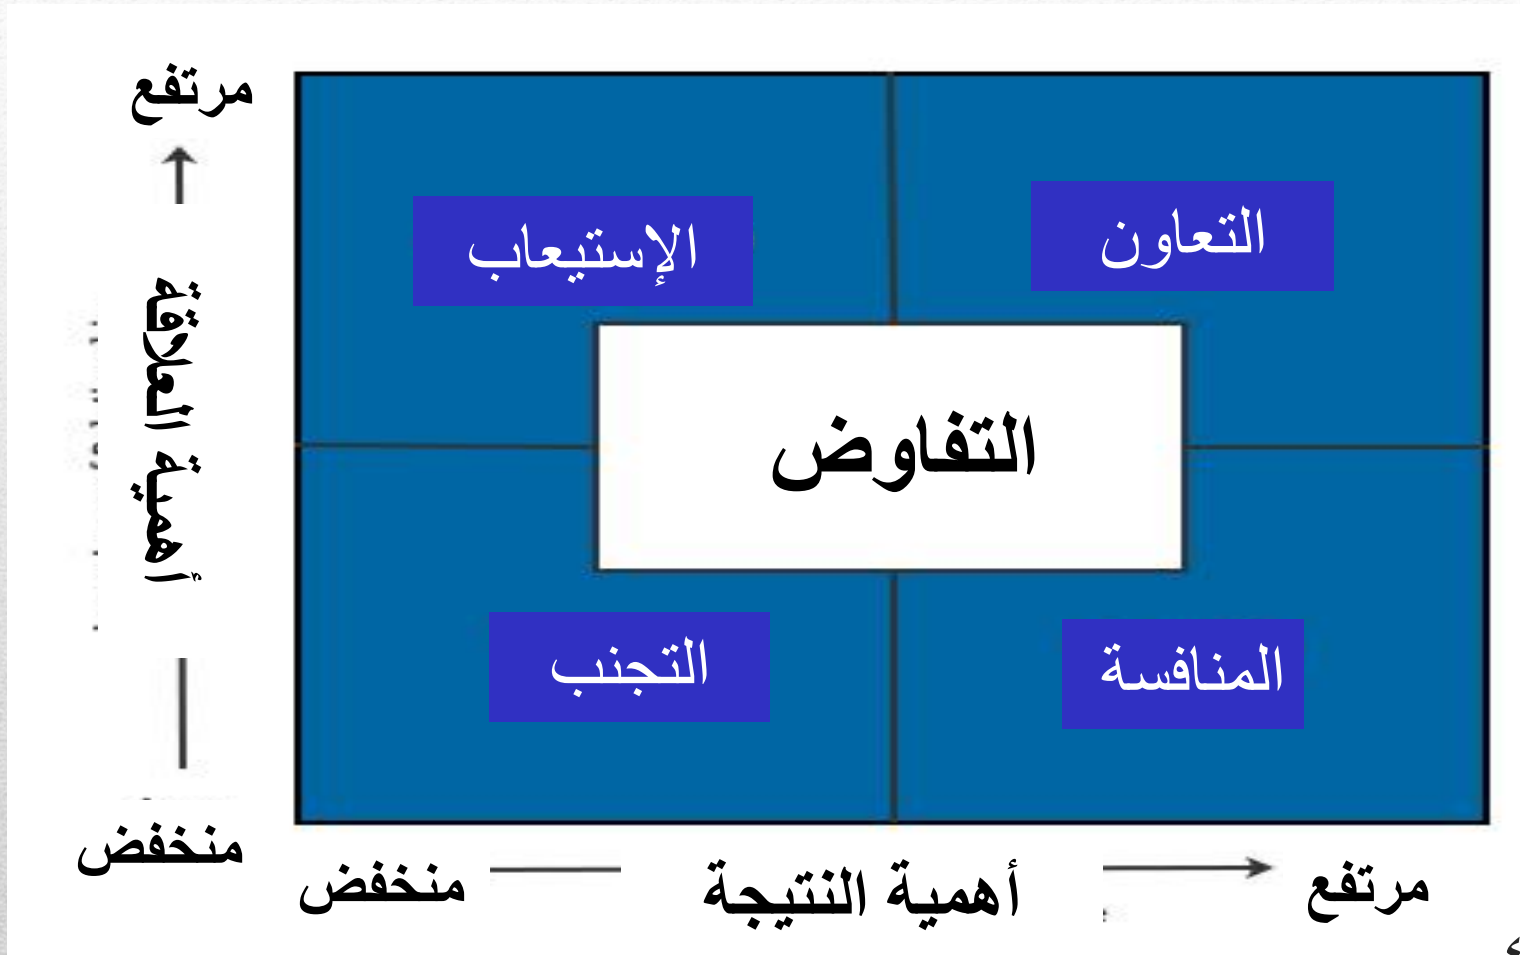 مرتفع
التعاون
الإستيعاب
أهمية العلاقة
التفاوض
المنافسة
التجنب
منخفض
منخفض
أهمية النتيجة
مرتفع